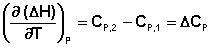 (∂(ΔH)/∂T)_P = C_P,2 − C_P,1 = ΔC_P